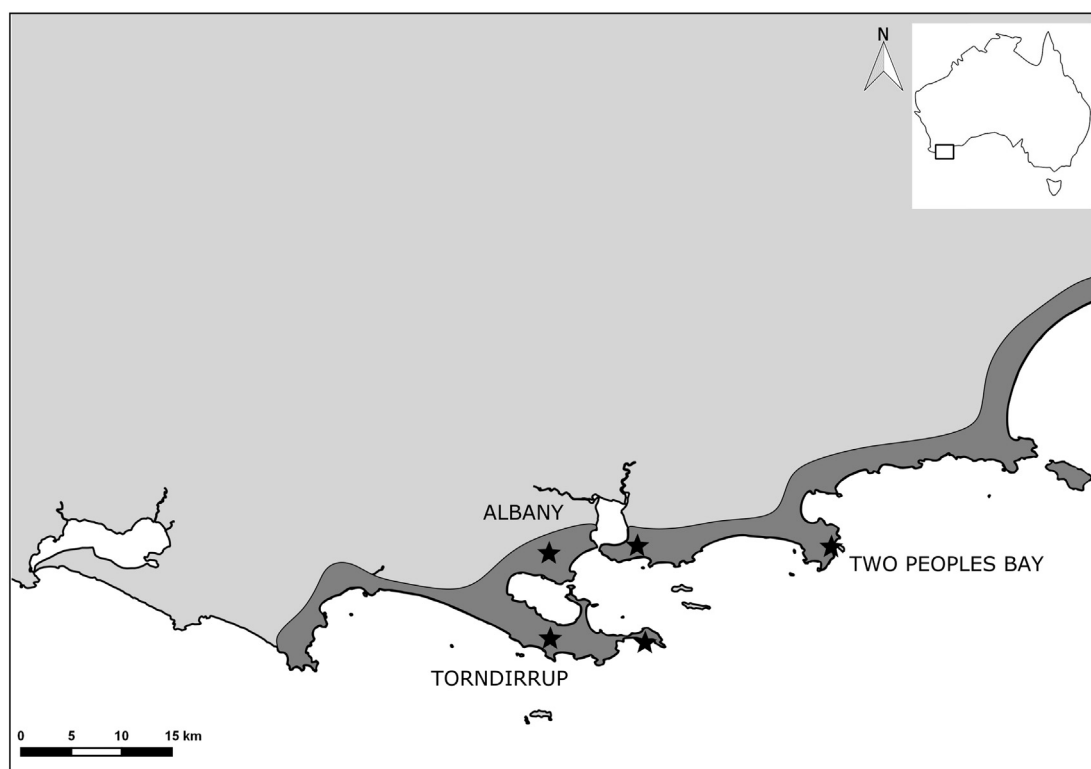 N
ALBANY
TWO PEOPLES BAY
TORNDIRRUP
0 5 10 15 km